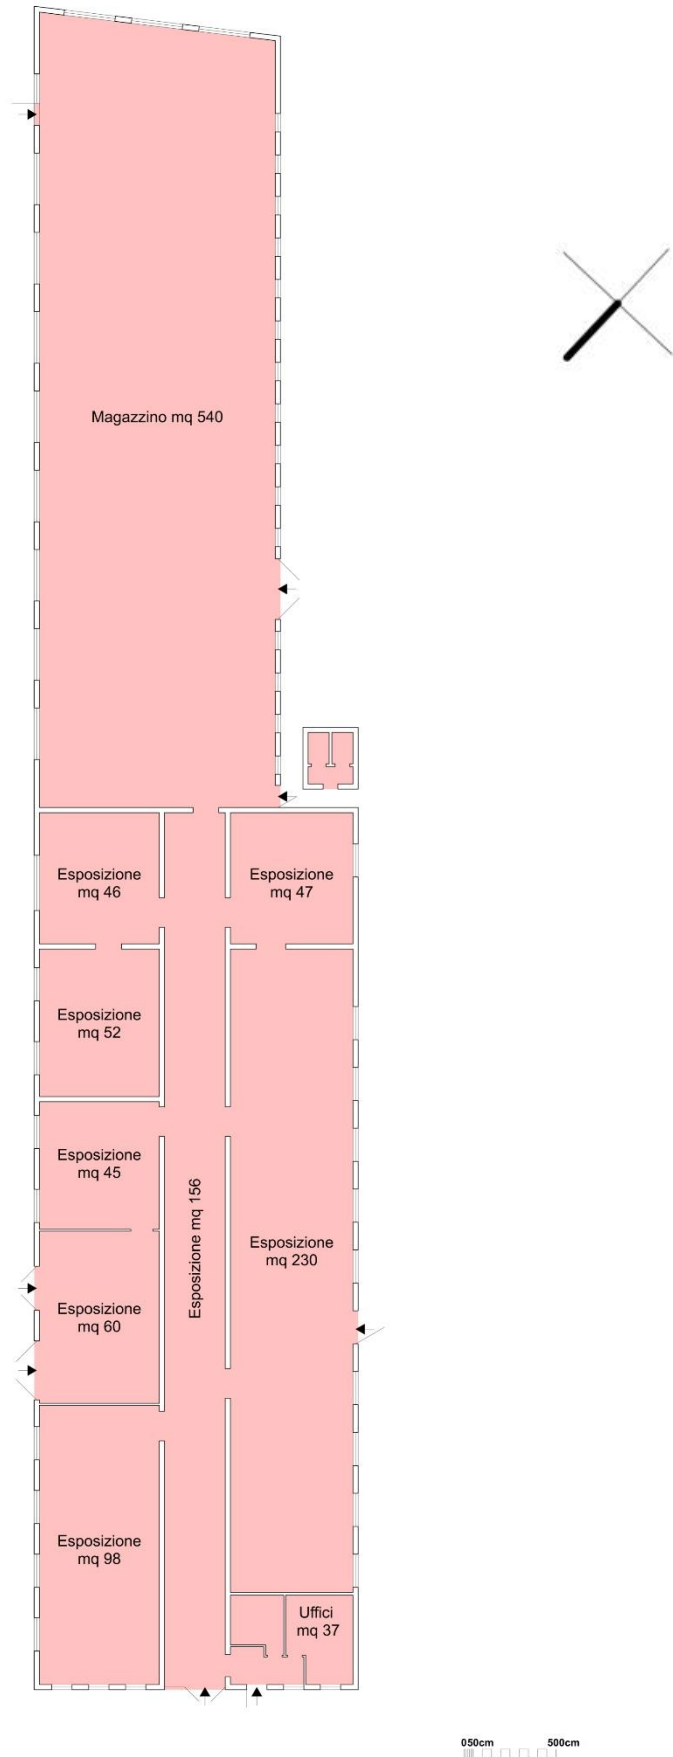 Magazzino mq 540
Esposizione
mq 46
Esposizione
mq 47
Esposizione
mq 52
Esposizione
mq 45
Esposizione mq 156
Esposizione
mq 230
Esposizione
mq 60
Esposizione
mq 98
Uffici
mq 37
050cm 500cm